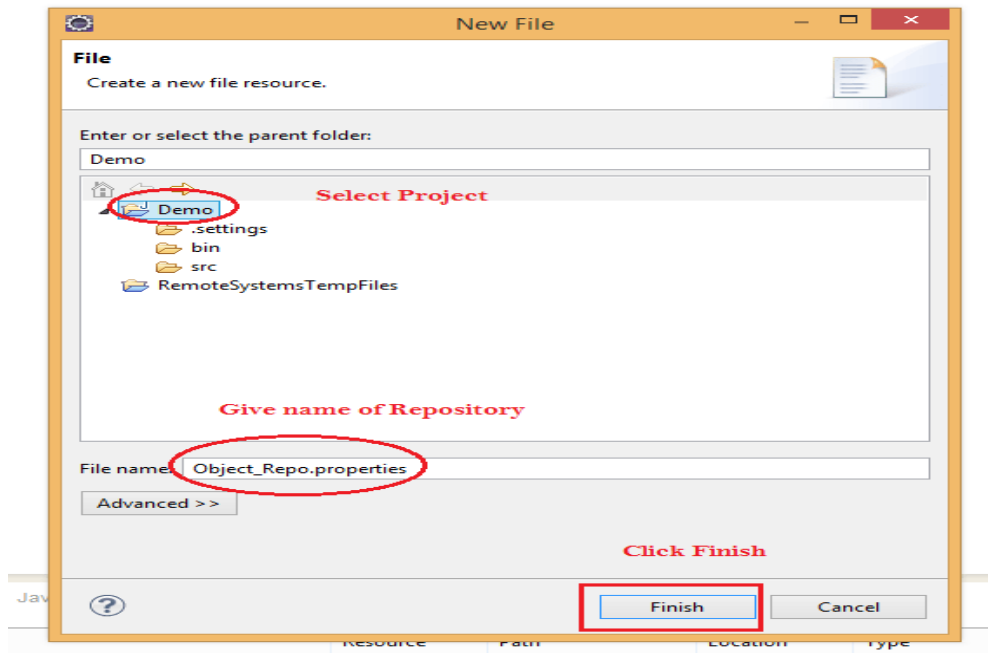 New File
File
Create a new file resource.
Enter or select the parent folder:
Demo
Select Project
Demo
.settings
bin
src
RemoteSystemsTempFiles
Give name of Repository
File name: Object_Repo.properties
Advanced >>
Click Finish
Jav
Finish
Cancel
Resource Path Location Type